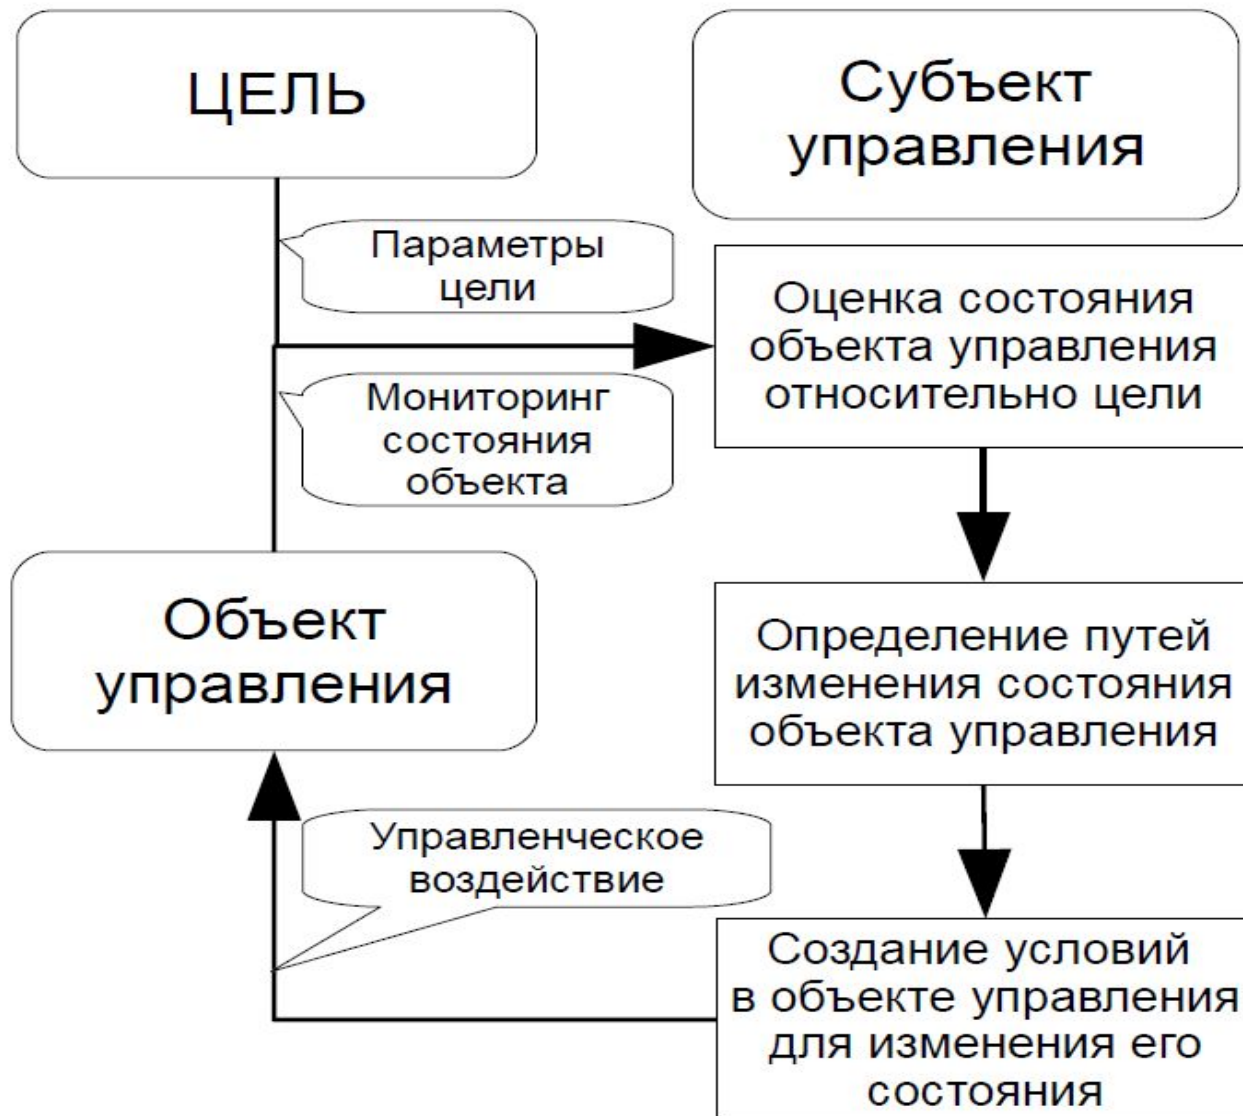 ЦЕЛЬ
Субъект
управления
Параметры
цели
Оценка состояния
объекта управления
относительно цели
Мониторинг
состояния
объекта
Объект
управления
Определение путей
изменения состояния
объекта управления
Управленческое
воздействие
Создание условий
в объекте управления
для изменения его
состояния